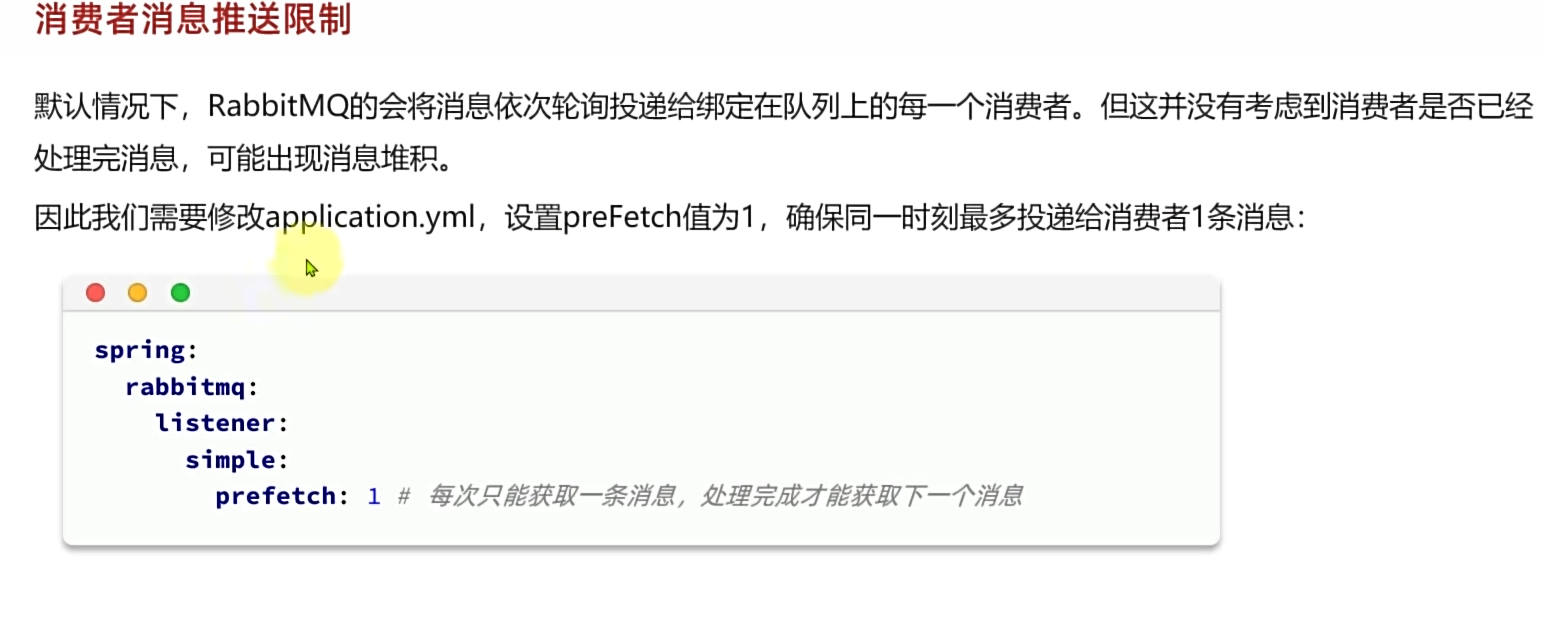 消费者消息推送限制
默认情况下，RabbitMQ的会将消息依次轮询投递给绑定在队列上的每一个消费者。但这并没有考虑到消费者是否已经
处理完消息，可能出现消息堆积。
因此我们需要修改application.yml，设置preFetch值为1，确保同一时刻最多投递给消费者1条消息：
spring:
  rabbitmq:
    listener:
      simple:
        prefetch: 1 # 每次只能获取一条消息，处理完成才能获取下一个消息